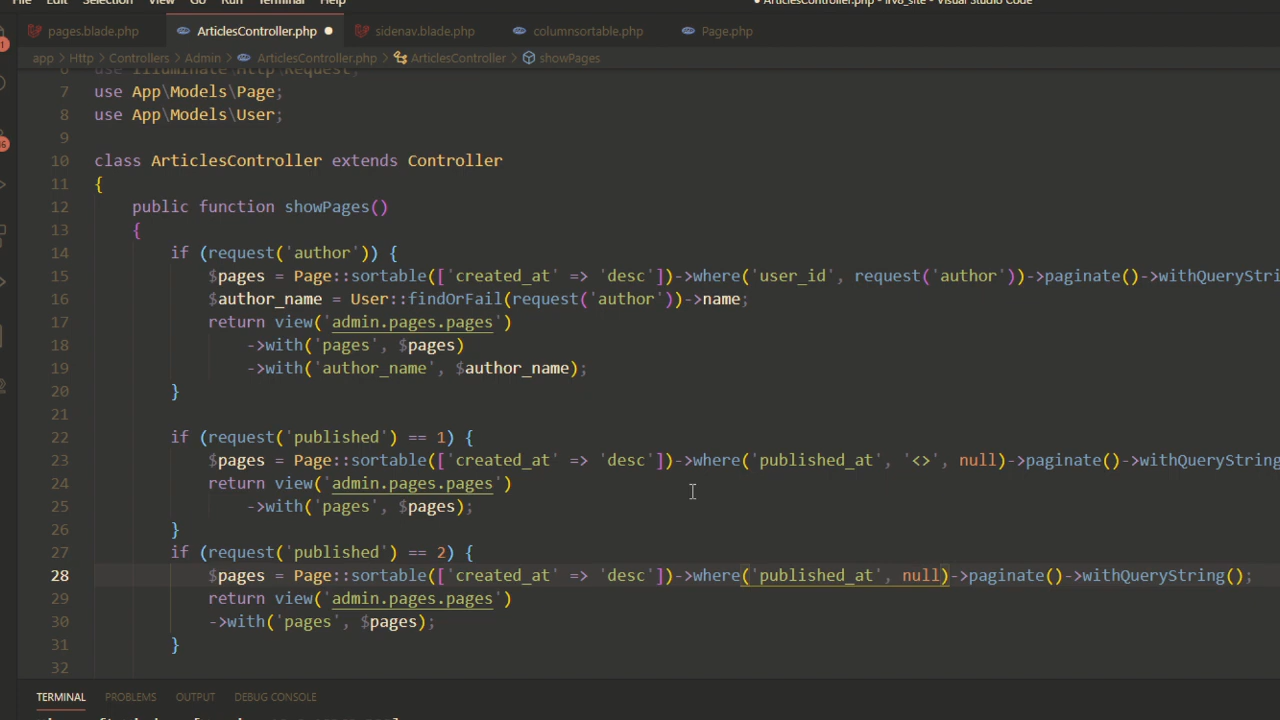 File Edit Selection View Go Run Terminal Help ● ArticlesController.php - lrv8_site - Visual Studio Code
pages.blade.php ArticlesController.php ● sidenav.blade.php columnsortable.php Page.php
app > Http > Controllers > Admin > ArticlesController.php > ArticlesController > showPages
6 use Illuminate\Http\Request;
7 use App\Models\Page;
8 use App\Models\User;
9
10 class ArticlesController extends Controller
11 {
12 public function showPages()
13 {
14 if (request('author')) {
15 $pages = Page::sortable(['created_at' => 'desc'])->where('user_id', request('author'))->paginate()->withQueryStri
16 $author_name = User::findOrFail(request('author'))->name;
17 return view('admin.pages.pages')
18 ->with('pages', $pages)
19 ->with('author_name', $author_name);
20 }
21
22 if (request('published') == 1) {
23 $pages = Page::sortable(['created_at' => 'desc'])->where('published_at', '<>', null)->paginate()->withQueryString
24 return view('admin.pages.pages')
25 ->with('pages', $pages);
26 }
27 if (request('published') == 2) {
28 $pages = Page::sortable(['created_at' => 'desc'])->where('published_at', null)->paginate()->withQueryString();
29 return view('admin.pages.pages')
30 ->with('pages', $pages);
31 }
32
TERMINAL PROBLEMS OUTPUT DEBUG CONSOLE